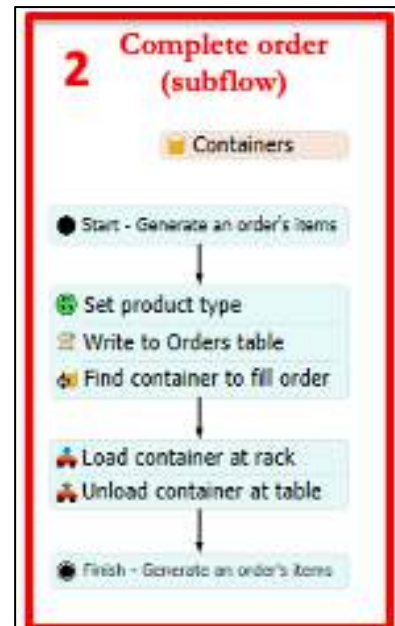 2
Complete order
(subflow)
Containers
Start - Generate an order's items
Set product type
Write to Orders table
Find container to fill order
Load container at rack
Unload container at table
Finish - Generate an order's items